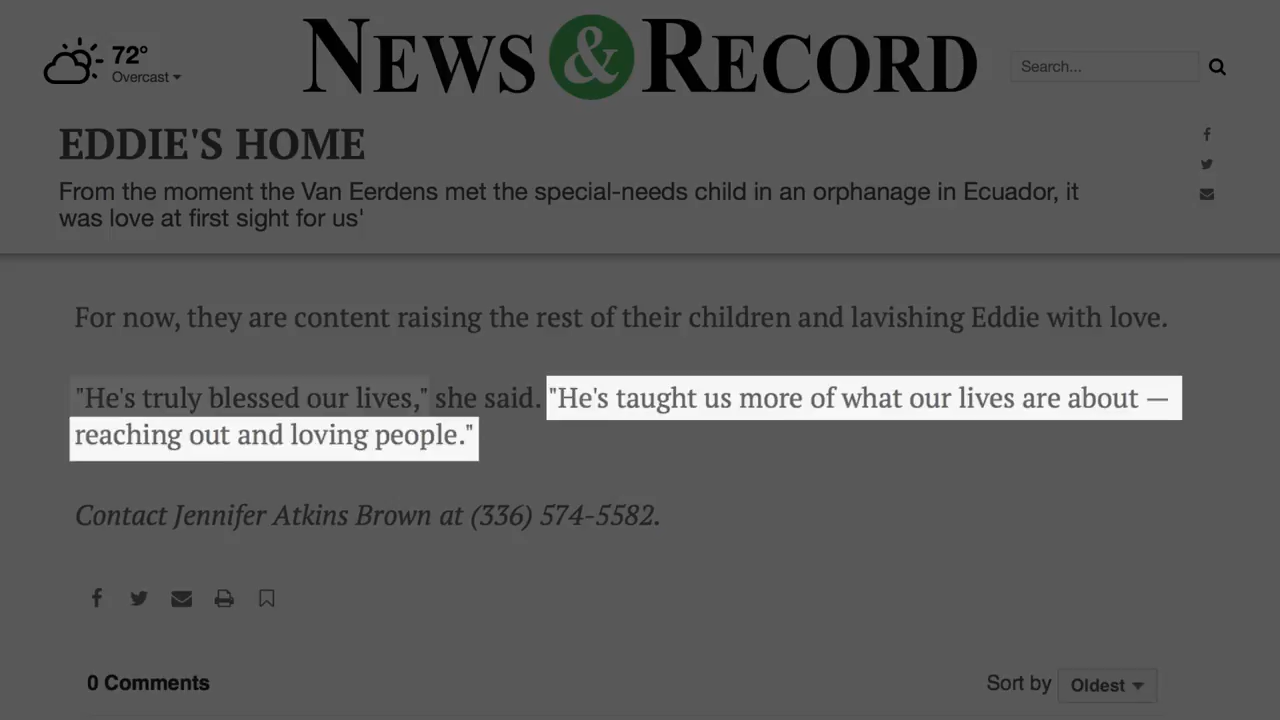 72°
Overcast
NEWS & RECORD
Search...
EDDIE'S HOME
From the moment the Van Eerdens met the special-needs child in an orphanage in Ecuador, it
was love at first sight for us'
For now, they are content raising the rest of their children and lavishing Eddie with love.
"He's truly blessed our lives," she said. "He's taught us more of what our lives are about —
reaching out and loving people."
Contact Jennifer Atkins Brown at (336) 574-5582.
0 Comments
Sort by Oldest